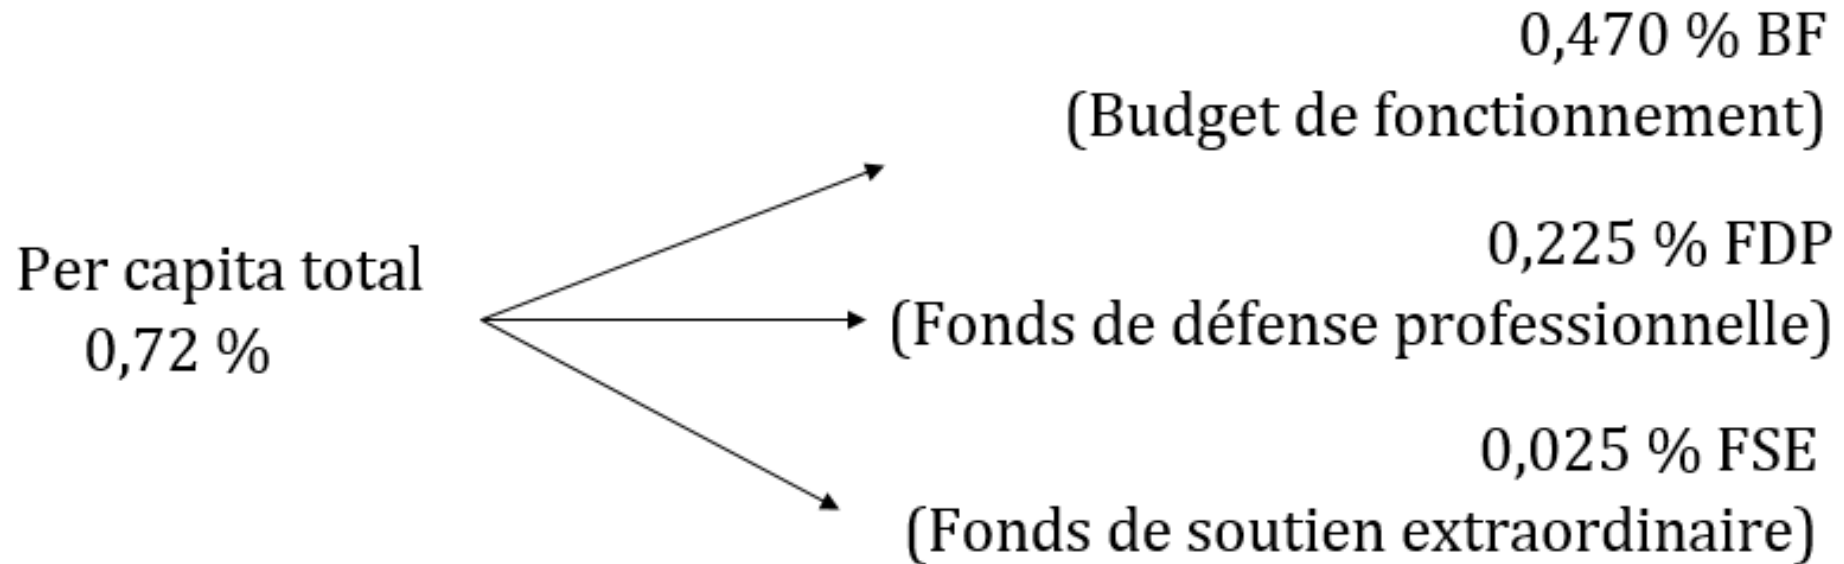 0,470 % BF
(Budget de fonctionnement)
Per capita total
0,72 %
0,225 % FDP
(Fonds de défense professionnelle)
0,025 % FSE
(Fonds de soutien extraordinaire)